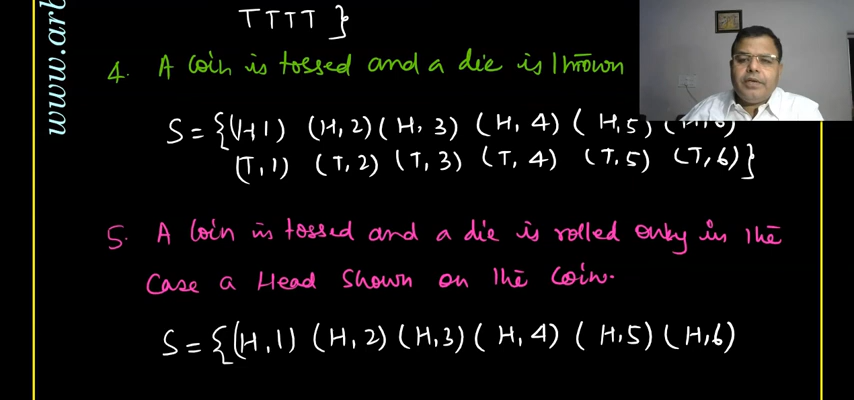 TTTT }
4. A Coin is tossed and a die is thrown
S = {(H,1) (H, 2) (H, 3) (H, 4) (H,5) (H,6)
(T,1) (T, 2) (T, 3) (T, 4) (T, 5) (T, 6)}
5. A Coin is tossed and a die is rolled only in the
Case a Head Shown on the Coin.
S = {(H,1) (H, 2) (H,3) (H, 4) (H,5) (H,6)
www.arb